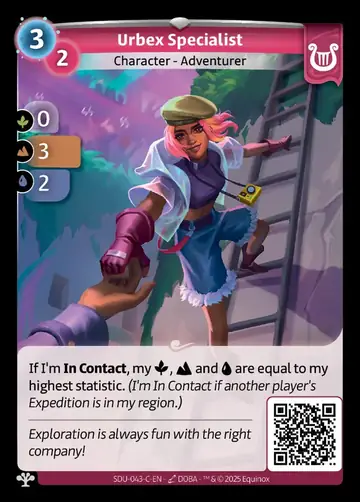 3
Urbex Specialist
2
Character - Adventurer
0
3
2
If I'm In Contact, my , and are equal to my
highest statistic. (I'm In Contact if another player's
Expedition is in my region.)
Exploration is always fun with the right
company!
SDU-043-C-EN - DOBA - ™ & © 2025 Equinox